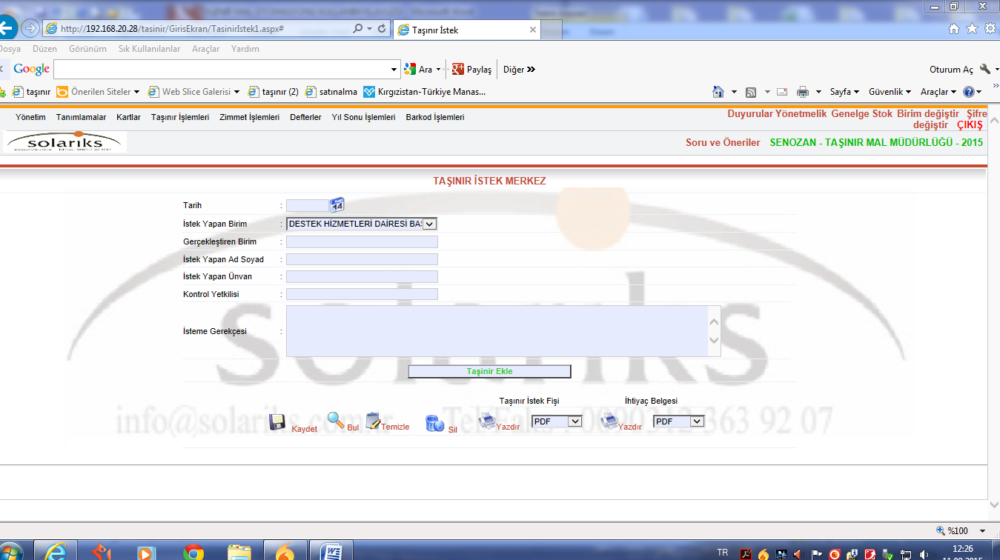 http://192.168.20.28/tasinir/GirisEkran/TasinirIstek1.aspx#
Taşınır İstek
Dosya Düzen Görünüm Sık Kullanılanlar Araçlar Yardım
Google Ara Paylaş Diğer »
Oturum Aç
taşınır Önerilen Siteler Web Slice Galerisi taşınır (2) satınalma Kırgızistan-Türkiye Manas...
Sayfa Güvenlik Araçlar
Yönetim Tanımlamalar Kartlar Taşınır İşlemleri Zimmet İşlemleri Defterler Yıl Sonu İşlemleri Barkod İşlemleri
Duyurular Yönetmelik Genelge Stok Birim değiştir Şifre
değiştir ÇIKIŞ
solariks
Soru ve Öneriler SENOZAN - TAŞINIR MAL MÜDÜRLÜĞÜ - 2015
TAŞINIR İSTEK MERKEZ
Tarih :
14
İstek Yapan Birim : DESTEK HİZMETLERİ DAİRESİ BAŞ
Gerçekleştiren Birim :
İstek Yapan Ad Soyad :
İstek Yapan Ünvan :
Kontrol Yetkilisi :
İsteme Gerekçesi :
solariks
Taşinir Ekle
Taşınır İstek Fişi İhtiyaç Belgesi
info@solariks.com.tr Tel
363 92 07
Kaydet Bul Temizle Sil Yazdır PDF Yazdır PDF
%100
TR
12:26